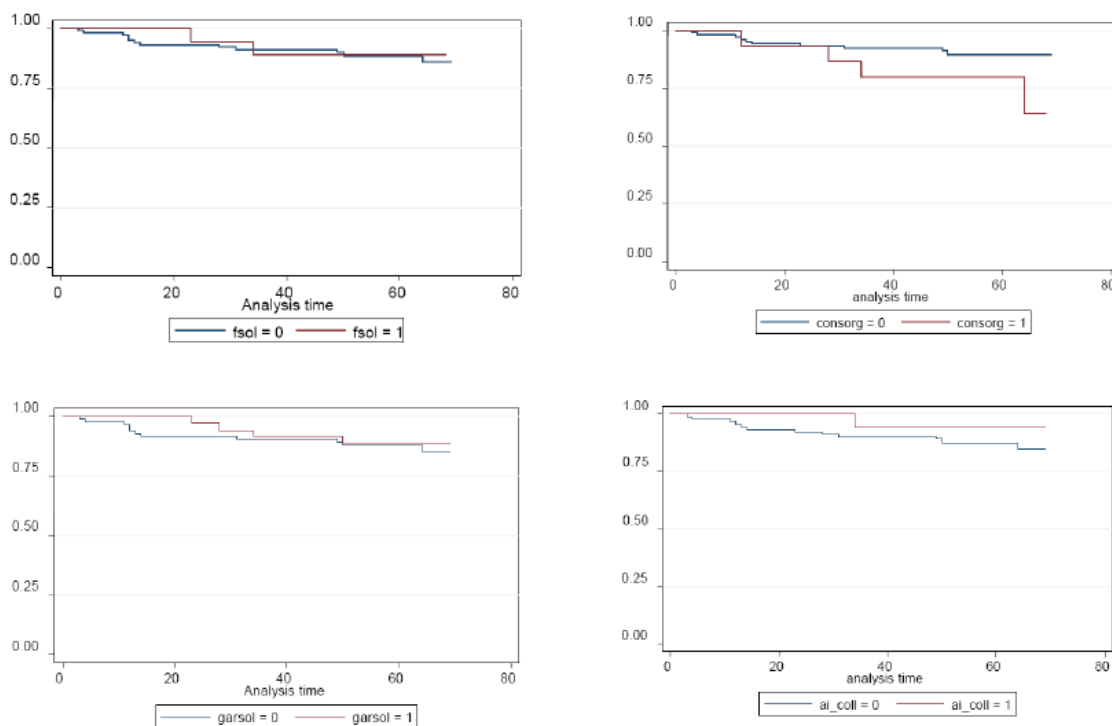 1.00
0.75
0.50
0.25
0.00
0 20 40 60 80
Analysis time
fsol = 0 fsol = 1
1.00
0.75
0.50
0.25
0.00
0 20 40 60 80
analysis time
consorg = 0 consorg = 1
1.00
0.75
0.50
0.25
0.00
0 20 40 60 80
Analysis time
garsol = 0 garsol = 1
1.00
0.75
0.50
0.25
0.00
0 20 40 60 80
analysis time
ai_coll = 0 ai_coll = 1